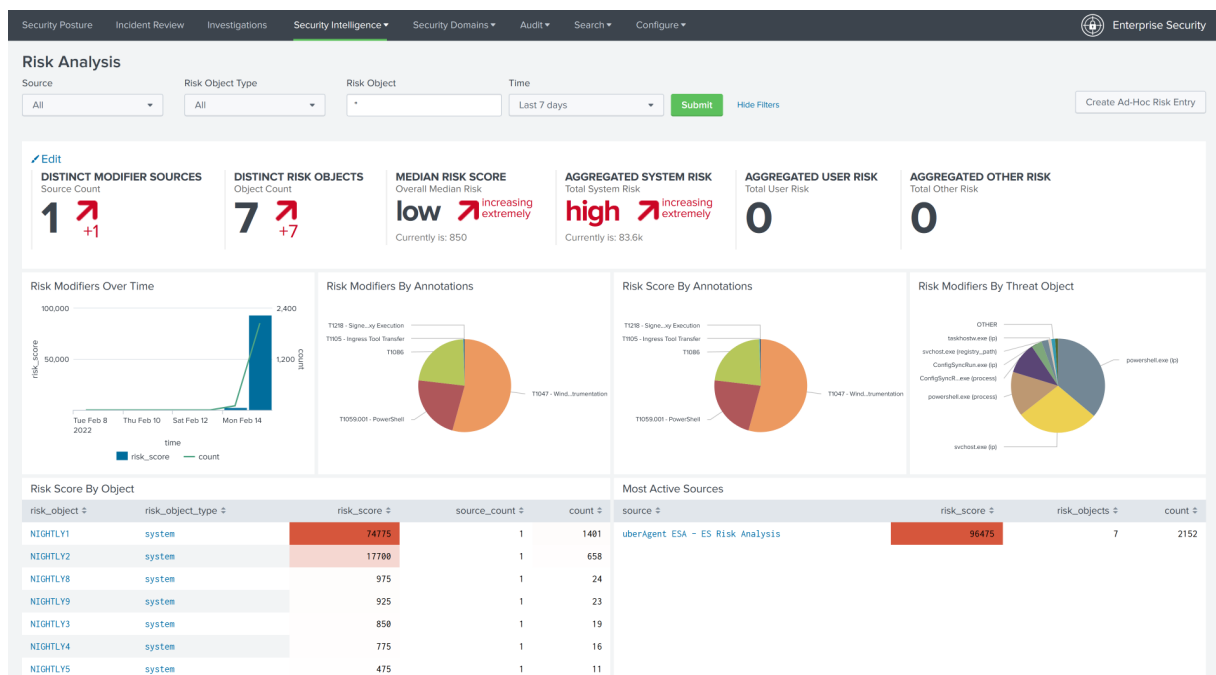 Security Posture Incident Review Investigations Security Intelligence Security Domains Audit Search Configure Enterprise Security
Risk Analysis
Source Risk Object Type Risk Object Time
All All * Last 7 days Submit Hide Filters Create Ad-Hoc Risk Entry
Edit
DISTINCT MODIFIER SOURCES
Source Count
1 +1
DISTINCT RISK OBJECTS
Object Count
7 +7
MEDIAN RISK SCORE
Overall Median Risk
low increasing
extremely
Currently is: 850
AGGREGATED SYSTEM RISK
Total System Risk
high increasing
extremely
Currently is: 83.6k
AGGREGATED USER RISK
Total User Risk
0
AGGREGATED OTHER RISK
Total Other Risk
0
Risk Modifiers Over Time
100,000 2,400
50,000 1,200
risk_score
count
Tue Feb 8 Thu Feb 10 Sat Feb 12 Mon Feb 14
2022
time
risk_score count
Risk Modifiers By Annotations
T1218 - Signe...xy Execution
T1105 - Ingress Tool Transfer
T1086
T1047 - Wind...trumentation
T1059.001 - PowerShell
Risk Score By Annotations
T1218 - Signe...xy Execution
T1105 - Ingress Tool Transfer
T1086
T1047 - Wind...trumentation
T1059.001 - PowerShell
Risk Modifiers By Threat Object
OTHER
taskhostw.exe (ip)
svchost.exe (registry_path)
powershell.exe (ip)
ConfigSyncRun.exe (ip)
ConfigSyncR...exe (process)
powershell.exe (process)
svchost.exe (ip)
Risk Score By Object
risk_object risk_object_type risk_score source_count count
NIGHTLY1 system 74775 1 1401
NIGHTLY2 system 17700 1 658
NIGHTLY8 system 975 1 24
NIGHTLY9 system 925 1 23
NIGHTLY3 system 850 1 19
NIGHTLY4 system 775 1 16
NIGHTLY5 system 475 1 11
Most Active Sources
source risk_score risk_objects count
uberAgent ESA - ES Risk Analysis 96475 7 2152